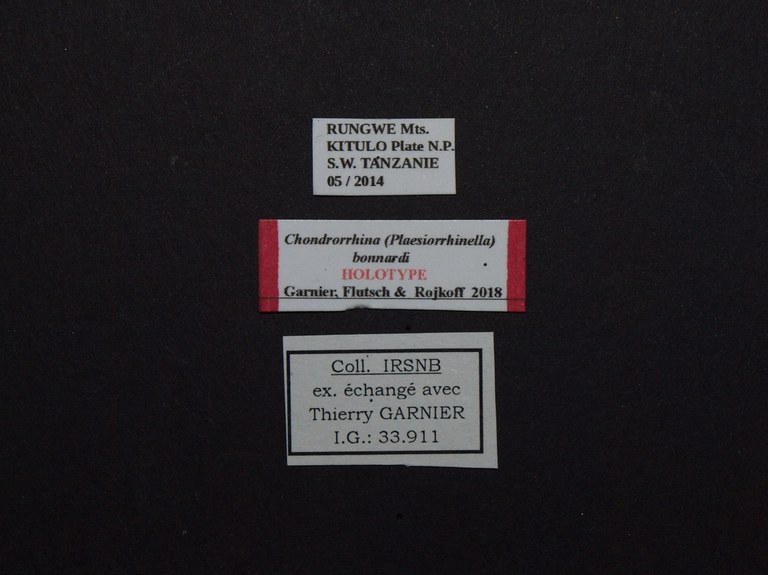 RUNGWE Mts.
KITULO Plate N.P.
S.W. TANZANIE
05 / 2014
Chondrorrhina (Plaesiorrhinella)
bonnardi
HOLOTYPE
Garnier, Flutsch & Rojkoff 2018
Coll. IRSNB
ex. échangé avec
Thierry GARNIER
I.G.: 33.911